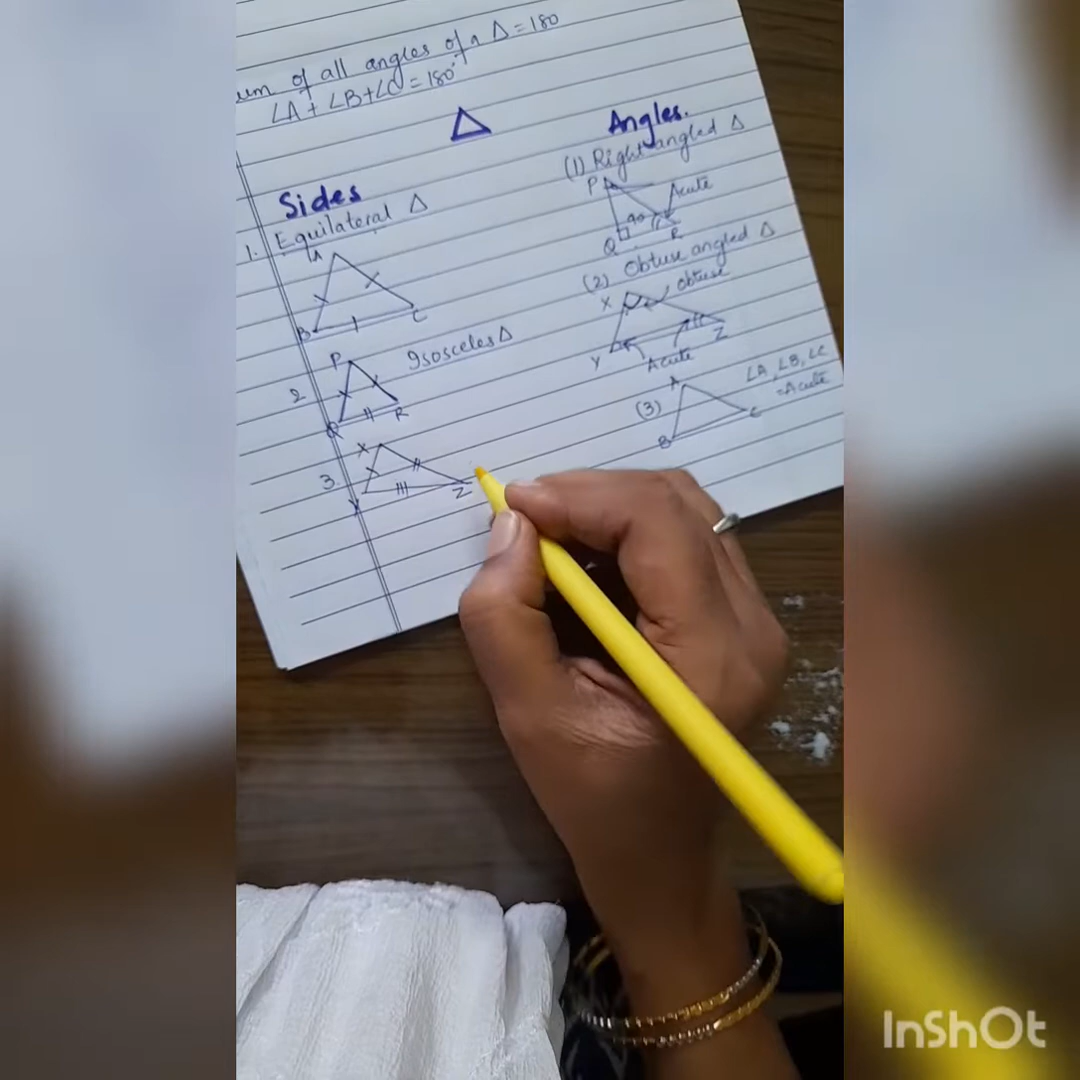 um of all angles of a Δ = 180
∠A + ∠B + ∠C = 180°
Δ
Sides
1. Equilateral Δ
A
B
C
2
Isosceles Δ
P
Q
R
3.
X
Y
Z
Angles.
(1) Right angled Δ
P
Acute
90
Q
R
(2) Obtuse angled Δ
X
obtuse
Y
Acute
Z
(3)
A
∠A, ∠B, ∠C
=Acute
B
C
InShOt